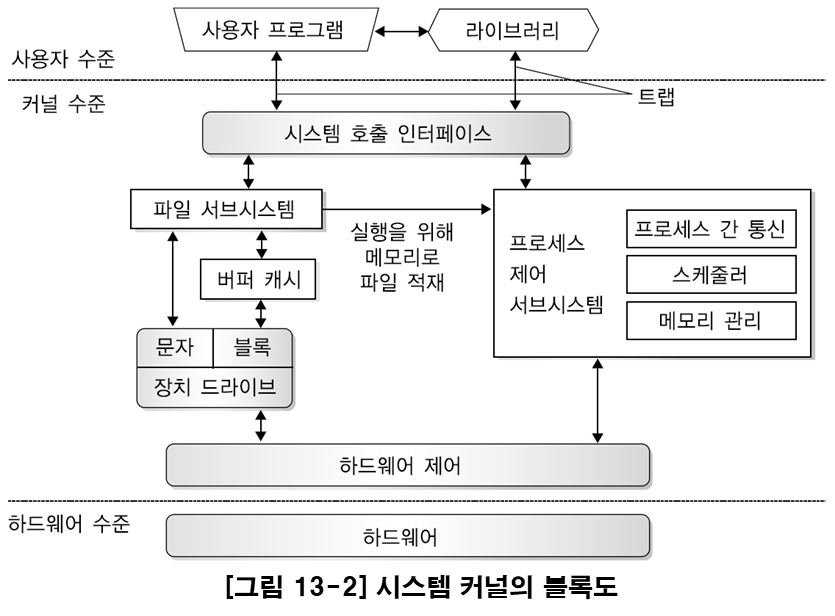 사용자 프로그램
라이브러리
사용자 수준
커널 수준
트랩
시스템 호출 인터페이스
파일 서브시스템
실행을 위해
메모리로
파일 적재
프로세스
제어
서브시스템
프로세스 간 통신
스케줄러
메모리 관리
버퍼 캐시
문자
블록
장치 드라이브
하드웨어 제어
하드웨어 수준
하드웨어
[그림 13-2] 시스템 커널의 블록도